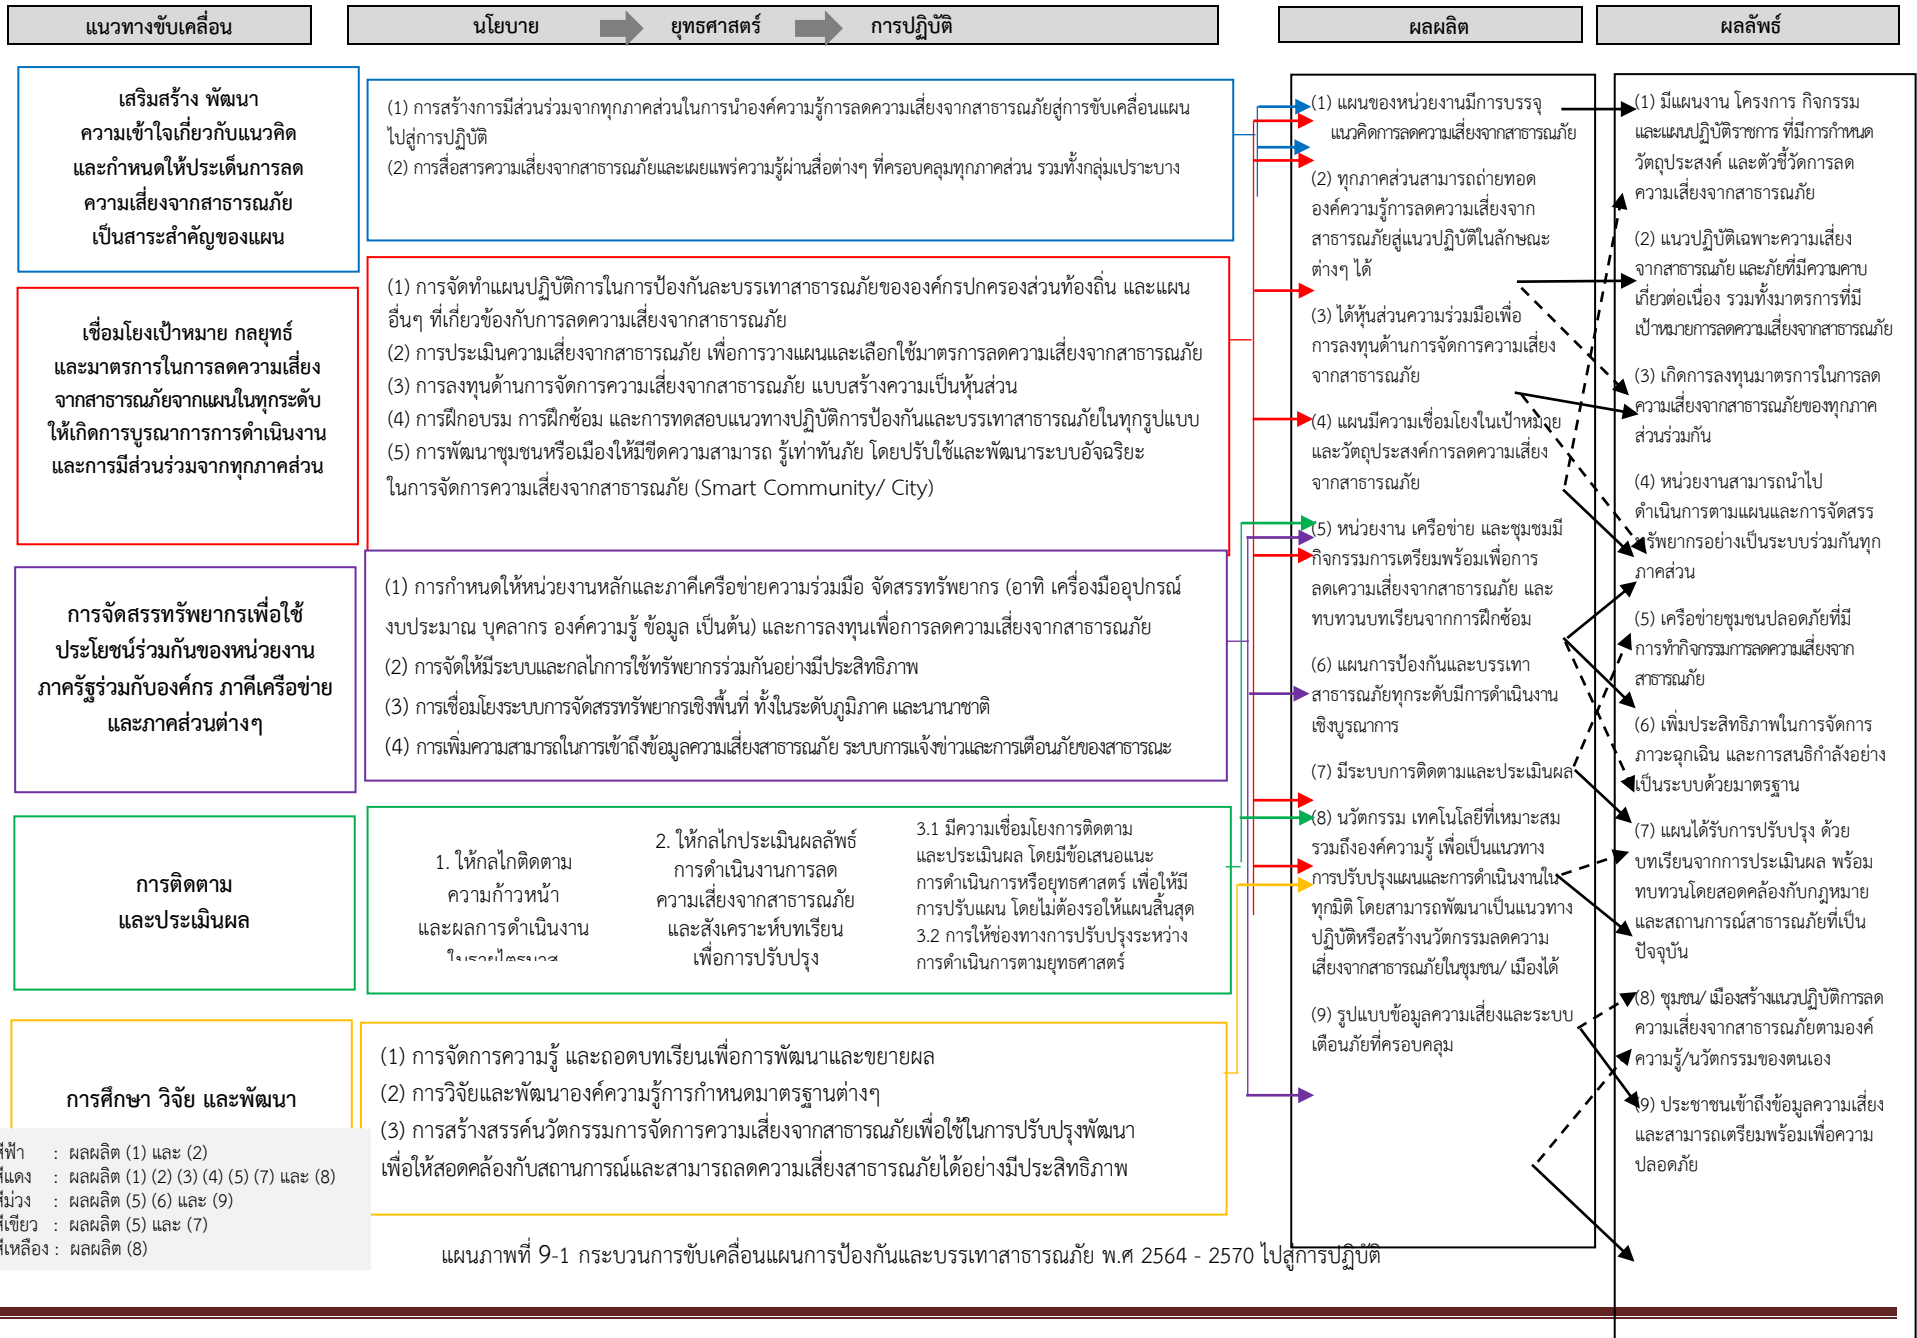 แนวทางขับเคลื่อน
นโยบาย
ยุทธศาสตร์
การปฏิบัติ
ผลผลิต
ผลลัพธ์
เสริมสร้าง พัฒนา
ความเข้าใจเกี่ยวกับแนวคิด
และกำหนดให้ประเด็นการลด
ความเสี่ยงจากสาธารณภัย
เป็นสาระสำคัญของแผน
(1) การสร้างการมีส่วนร่วมจากทุกภาคส่วนในการนำองค์ความรู้การลดความเสี่ยงจากสาธารณภัยสู่การขับเคลื่อนแผน
ไปสู่การปฏิบัติ
(2) การสื่อสารความเสี่ยงจากสาธารณภัยและเผยแพร่ความรู้ผ่านสื่อต่างๆ ที่ครอบคลุมทุกภาคส่วน รวมทั้งกลุ่มเปราะบาง
เชื่อมโยงเป้าหมาย กลยุทธ์
และมาตรการในการลดความเสี่ยง
จากสาธารณภัยจากแผนในทุกระดับ
ให้เกิดการบูรณาการการดำเนินงาน
และการมีส่วนร่วมจากทุกภาคส่วน
(1) การจัดทำแผนปฏิบัติการในการป้องกันละบรรเทาสาธารณภัยขององค์กรปกครองส่วนท้องถิ่น และแผน
อื่นๆ ที่เกี่ยวข้องกับการลดความเสี่ยงจากสาธารณภัย
(2) การประเมินความเสี่ยงจากสาธารณภัย เพื่อการวางแผนและเลือกใช้มาตรการลดความเสี่ยงจากสาธารณภัย
(3) การลงทุนด้านการจัดการความเสี่ยงจากสาธารณภัย แบบสร้างความเป็นหุ้นส่วน
(4) การฝึกอบรม การฝึกซ้อม และการทดสอบแนวทางปฏิบัติการป้องกันและบรรเทาสาธารณภัยในทุกรูปแบบ
(5) การพัฒนาชุมชนหรือเมืองให้มีขีดความสามารถ รู้เท่าทันภัย โดยปรับใช้และพัฒนาระบบอัจฉริยะ
ในการจัดการความเสี่ยงจากสาธารณภัย (Smart Community/ City)
การจัดสรรทรัพยากรเพื่อใช้
ประโยชน์ร่วมกันของหน่วยงาน
ภาครัฐร่วมกับองค์กร ภาคีเครือข่าย
และภาคส่วนต่างๆ
(1) การกำหนดให้หน่วยงานหลักและภาคีเครือข่ายความร่วมมือ จัดสรรทรัพยากร (อาทิ เครื่องมืออุปกรณ์
งบประมาณ บุคลากร องค์ความรู้ ข้อมูล เป็นต้น) และการลงทุนเพื่อการลดความเสี่ยงจากสาธารณภัย
(2) การจัดให้มีระบบและกลไกการใช้ทรัพยากรร่วมกันอย่างมีประสิทธิภาพ
(3) การเชื่อมโยงระบบการจัดสรรทรัพยากรเชิงพื้นที่ ทั้งในระดับภูมิภาค และนานาชาติ
(4) การเพิ่มความสามารถในการเข้าถึงข้อมูลความเสี่ยงสาธารณภัย ระบบการแจ้งข่าวและการเตือนภัยของสาธารณะ
การติดตาม
และประเมินผล
1. ให้กลไกติดตาม
ความก้าวหน้า
และผลการดำเนินงาน
ในรายไตรมาส
2. ให้กลไกประเมินผลลัพธ์
การดำเนินงานการลด
ความเสี่ยงจากสาธารณภัย
และสังเคราะห์บทเรียน
เพื่อการปรับปรุง
3.1 มีความเชื่อมโยงการติดตาม
และประเมินผล โดยมีข้อเสนอแนะ
การดำเนินการหรือยุทธศาสตร์ เพื่อให้มี
การปรับแผน โดยไม่ต้องรอให้แผนสิ้นสุด
3.2 การให้ช่องทางการปรับปรุงระหว่าง
การดำเนินการตามยุทธศาสตร์
การศึกษา วิจัย และพัฒนา
(1) การจัดการความรู้ และถอดบทเรียนเพื่อการพัฒนาและขยายผล
(2) การวิจัยและพัฒนาองค์ความรู้การกำหนดมาตรฐานต่างๆ
(3) การสร้างสรรค์นวัตกรรมการจัดการความเสี่ยงจากสาธารณภัยเพื่อใช้ในการปรับปรุงพัฒนา
เพื่อให้สอดคล้องกับสถานการณ์และสามารถลดความเสี่ยงสาธารณภัยได้อย่างมีประสิทธิภาพ
สีฟ้า : ผลผลิต (1) และ (2)
สีแดง : ผลผลิต (1) (2) (3) (4) (5) (7) และ (8)
สีม่วง : ผลผลิต (5) (6) และ (9)
สีเขียว : ผลผลิต (5) และ (7)
สีเหลือง : ผลผลิต (8)
(1) แผนของหน่วยงานมีการบรรจุ
แนวคิดการลดความเสี่ยงจากสาธารณภัย
(2) ทุกภาคส่วนสามารถถ่ายทอด
องค์ความรู้การลดความเสี่ยงจาก
สาธารณภัยสู่แนวปฏิบัติในลักษณะ
ต่างๆ ได้
(3) ได้หุ้นส่วนความร่วมมือเพื่อ
การลงทุนด้านการจัดการความเสี่ยง
จากสาธารณภัย
(4) แผนมีความเชื่อมโยงในเป้าหมาย
และวัตถุประสงค์การลดความเสี่ยง
จากสาธารณภัย
(5) หน่วยงาน เครือข่าย และชุมชมมี
กิจกรรมการเตรียมพร้อมเพื่อการ
ลดเความเสี่ยงจากสาธารณภัย และ
ทบทวนบทเรียนจากการฝึกซ้อม
(6) แผนการป้องกันและบรรเทา
สาธารณภัยทุกระดับมีการดำเนินงาน
เชิงบูรณาการ
(7) มีระบบการติดตามและประเมินผล
(8) นวัตกรรม เทคโนโลยีที่เหมาะสม
รวมถึงองค์ความรู้ เพื่อเป็นแนวทาง
การปรับปรุงแผนและการดำเนินงานใน
ทุกมิติ โดยสามารถพัฒนาเป็นแนวทาง
ปฏิบัติหรือสร้างนวัตกรรมลดความ
เสี่ยงจากสาธารณภัยในชุมชน/ เมืองได้
(9) รูปแบบข้อมูลความเสี่ยงและระบบ
เตือนภัยที่ครอบคลุม
(1) มีแผนงาน โครงการ กิจกรรม
และแผนปฏิบัติราชการ ที่มีการกำหนด
วัตถุประสงค์ และตัวชี้วัดการลด
ความเสี่ยงจากสาธารณภัย
(2) แนวปฏิบัติเฉพาะความเสี่ยง
จากสาธารณภัย และภัยที่มีความคาบ
เกี่ยวต่อเนื่อง รวมทั้งมาตรการที่มี
เป้าหมายการลดความเสี่ยงจากสาธารณภัย
(3) เกิดการลงทุนมาตรการในการลด
ความเสี่ยงจากสาธารณภัยของทุกภาค
ส่วนร่วมกัน
(4) หน่วยงานสามารถนำไป
ดำเนินการตามแผนและการจัดสรร
ทรัพยากรอย่างเป็นระบบร่วมกันทุก
ภาคส่วน
(5) เครือข่ายชุมชนปลอดภัยที่มี
การทำกิจกรรมการลดความเสี่ยงจาก
สาธารณภัย
(6) เพิ่มประสิทธิภาพในการจัดการ
ภาวะฉุกเฉิน และการสนธิกำลังอย่าง
เป็นระบบด้วยมาตรฐาน
(7) แผนได้รับการปรับปรุง ด้วย
บทเรียนจากการประเมินผล พร้อม
ทบทวนโดยสอดคล้องกับกฎหมาย
และสถานการณ์สาธารณภัยที่เป็น
ปัจจุบัน
(8) ชุมชน/ เมืองสร้างแนวปฏิบัติการลด
ความเสี่ยงจากสาธารณภัยตามองค์
ความรู้/นวัตกรรมของตนเอง
(9) ประชาชนเข้าถึงข้อมูลความเสี่ยง
และสามารถเตรียมพร้อมเพื่อความ
ปลอดภัย
แผนภาพที่ 9-1 กระบวนการขับเคลื่อนแผนการป้องกันและบรรเทาสาธารณภัย พ.ศ 2564 - 2570 ไปสู่การปฏิบัติ